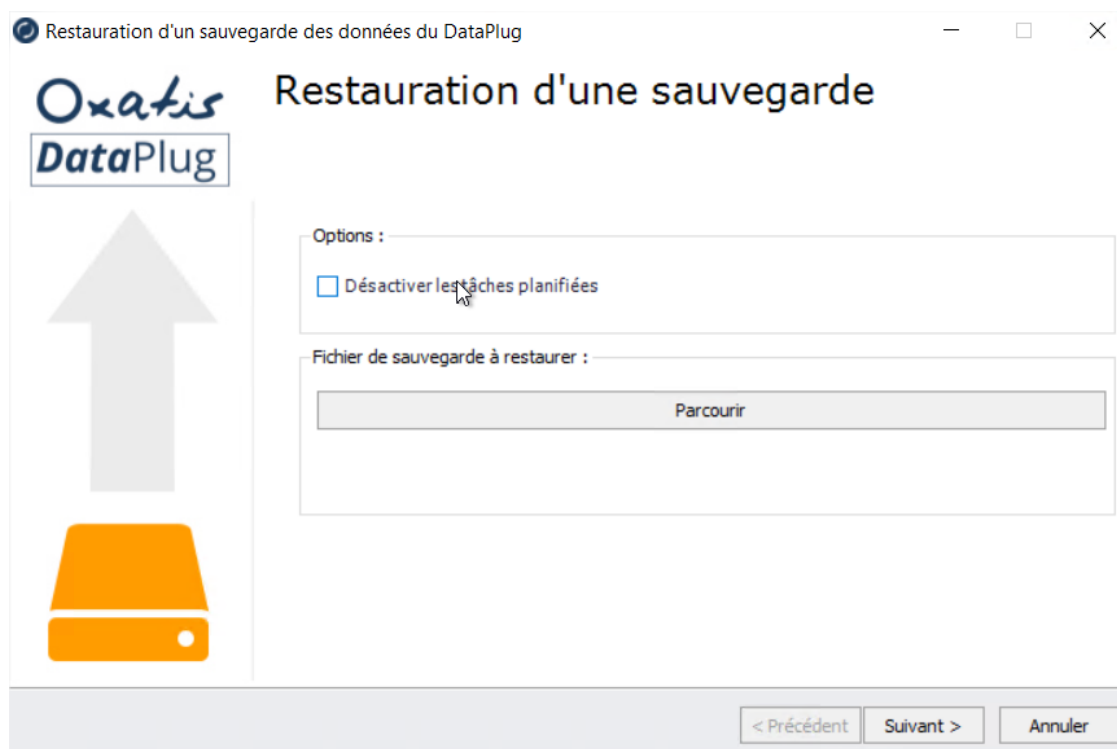 Restauration d'un sauvegarde des données du DataPlug
Oxatis
DataPlug
Restauration d'une sauvegarde
Options :
Désactiver les tâches planifiées
Fichier de sauvegarde à restaurer :
Parcourir
< Précédent
Suivant >
Annuler